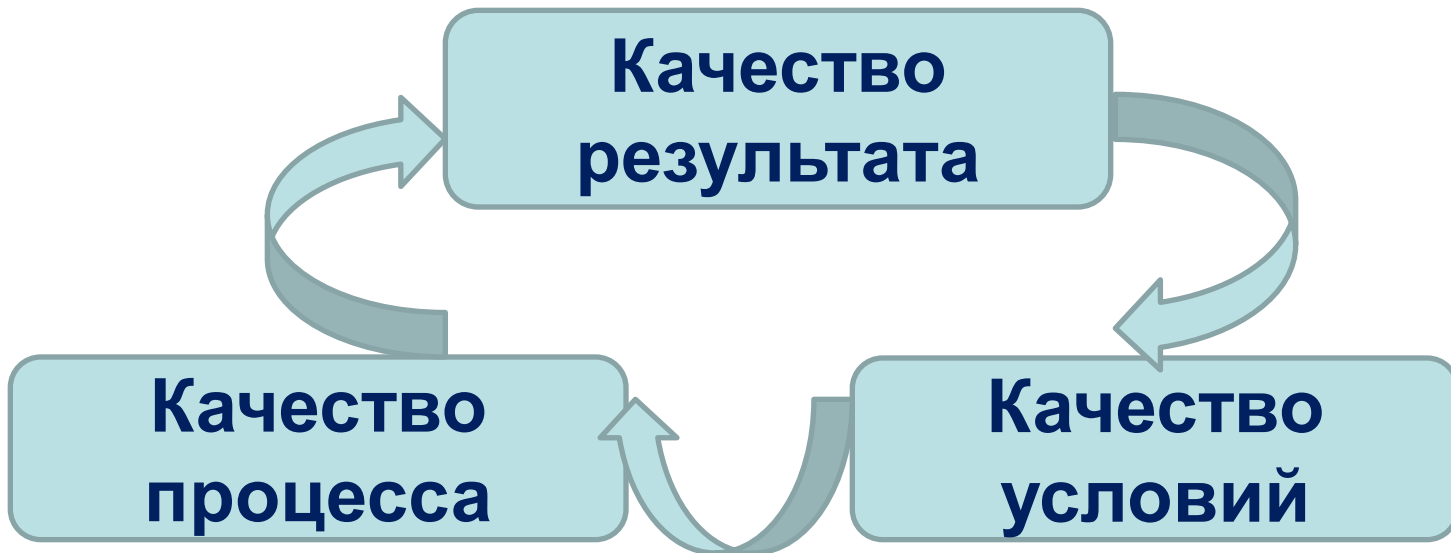 Качество
результата
Качество
процесса
Качество
условий